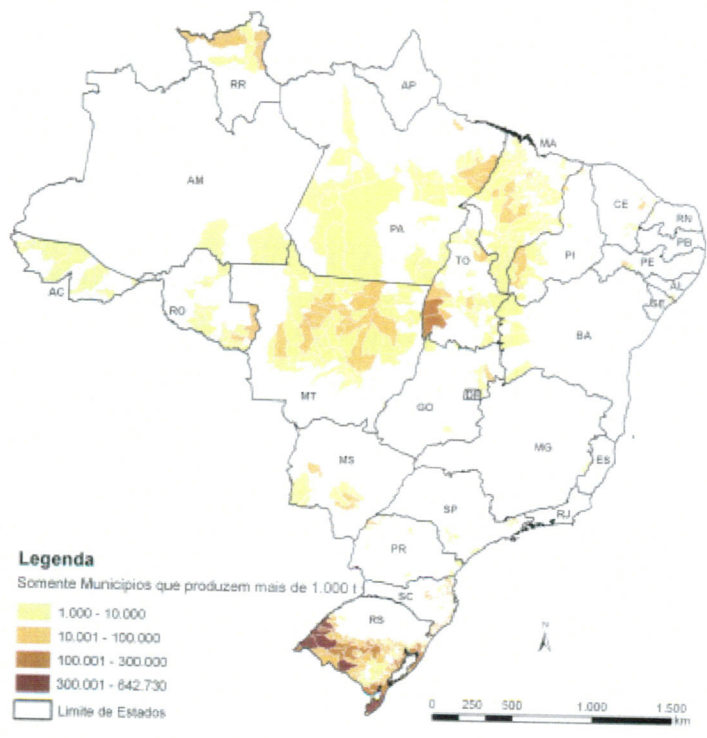 RR
AP
AM
PA
MA
CE
RN
PB
PE
AL
SE
PI
TO
AC
RO
BA
MT
GO
DF
MG
ES
MS
SP
RJ
PR
SC
RS
Legenda
Somente Municipios que produzem mais de 1.000 t
1.000 - 10.000
10.001 - 100.000
100.001 - 300.000
300.001 - 642.730
Limite de Estados
N
0 250 500 1.000 1.500
km